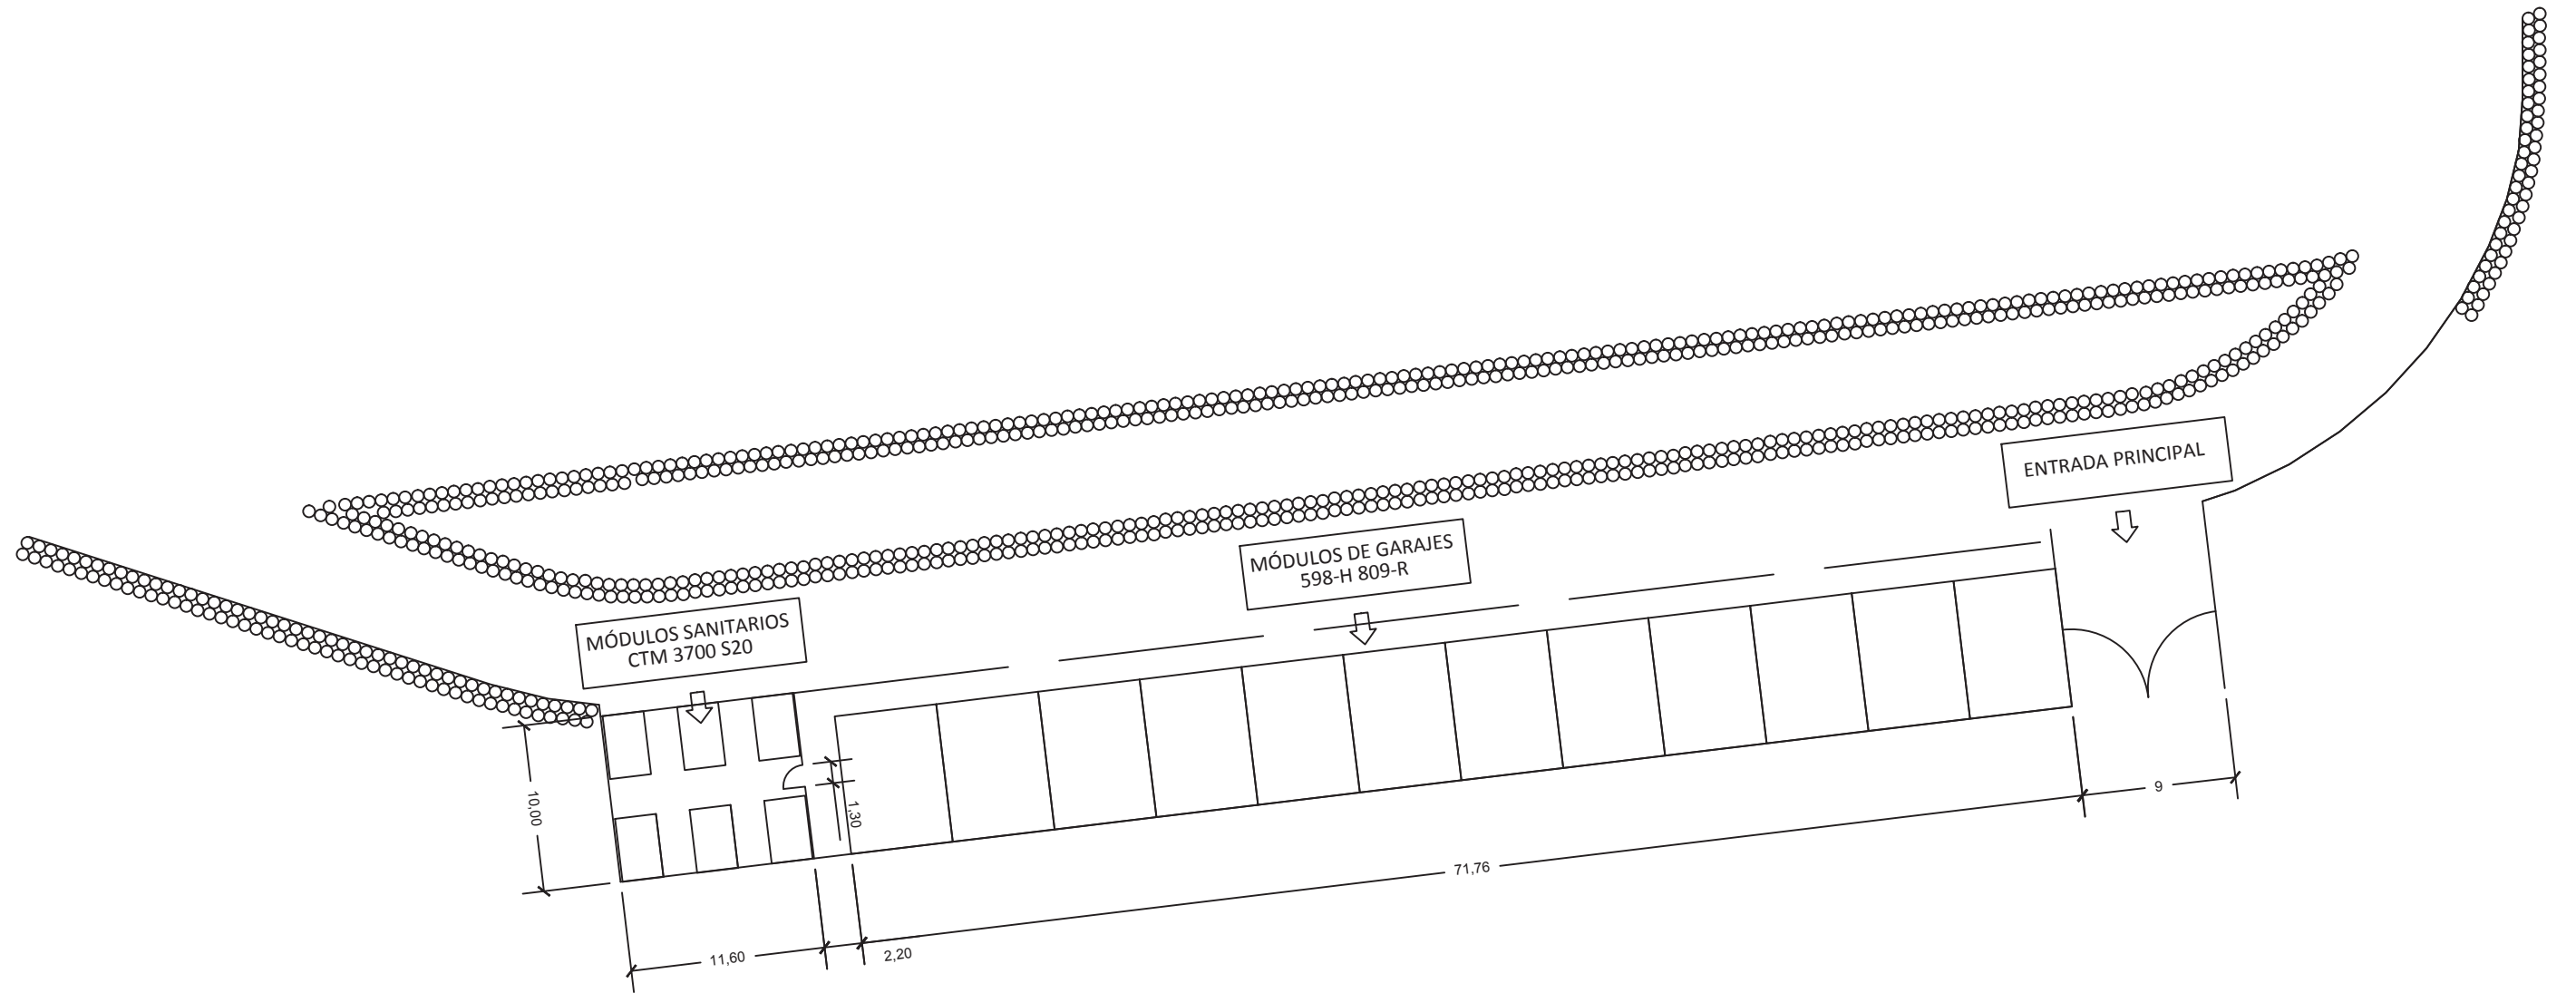 ENTRADA PRINCIPAL
MÓDULOS DE GARAJES
598-H 809-R
MÓDULOS SANITARIOS
CTM 3700 S20
10,00
1,30
9
71,76
11,60
2,20